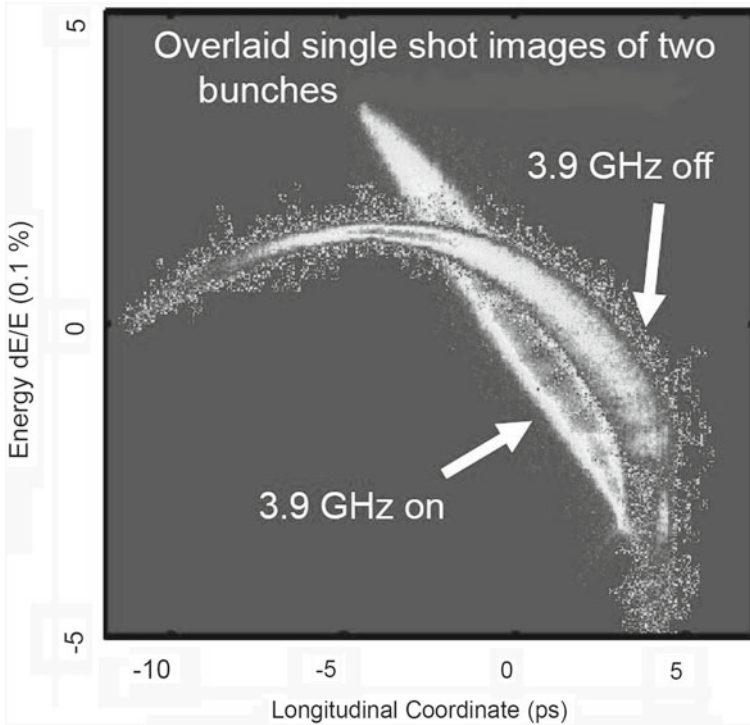 Overlaid single shot images of two
bunches
3.9 GHz off
3.9 GHz on
Energy dE/E (0.1 %)
5
0
-5
-10
-5
0
5
Longitudinal Coordinate (ps)